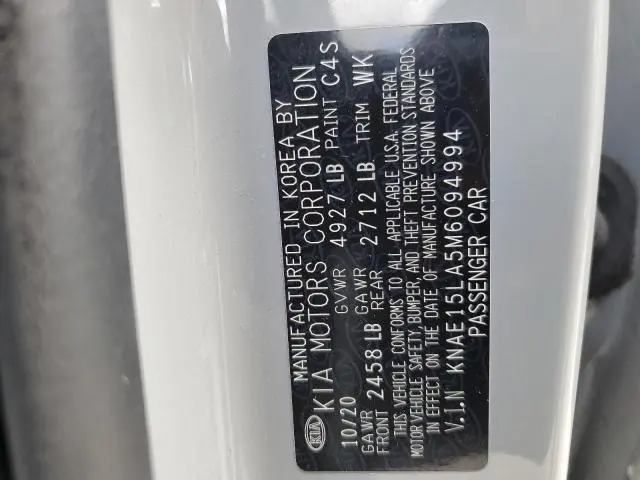 MANUFACTURED IN KOREA BY
KIA KIA MOTORS CORPORATION
10/20 GVWR 4927 LB PAINT C4S
GAWR FRONT 2458 LB GAWR REAR 2712 LB TRIM WK
THIS VEHICLE CONFORMS TO ALL APPLICABLE U.S.A. FEDERAL
MOTOR VEHICLE SAFETY, BUMPER, AND THEFT PREVENTION STANDARDS
IN EFFECT ON THE DATE OF MANUFACTURE SHOWN ABOVE
V.I.N KNAE15LA5M6094994
PASSENGER CAR